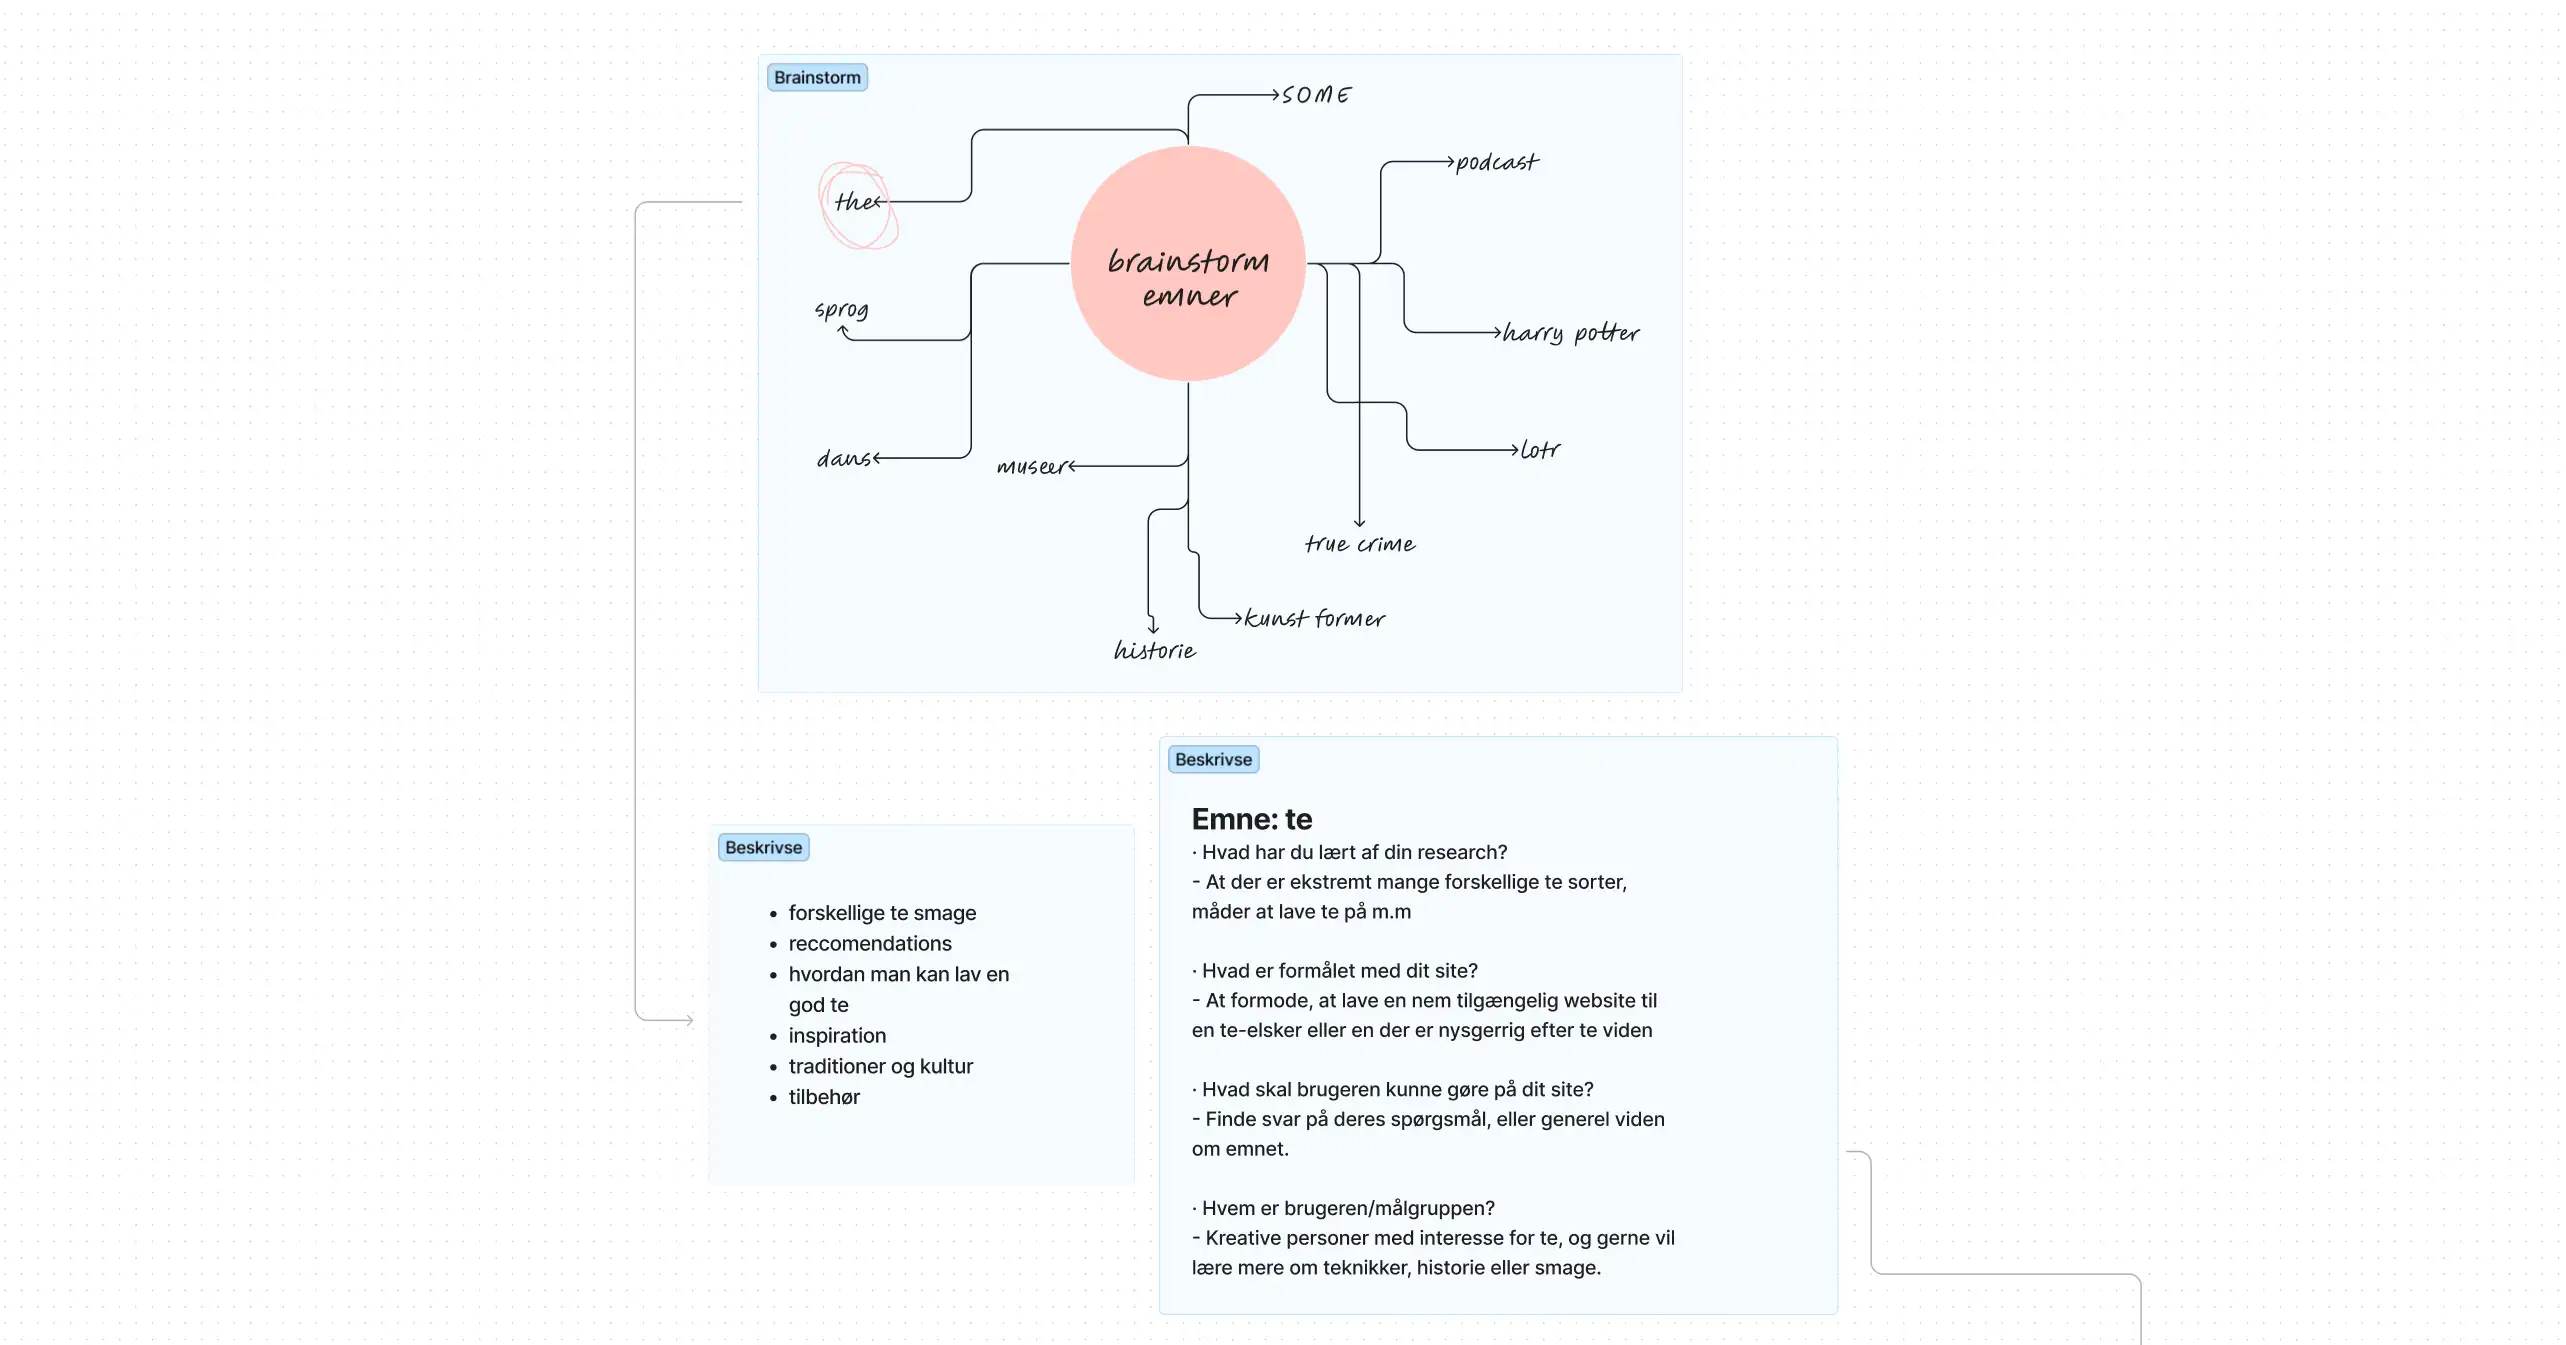 Brainstorm
SOME
podcast
the
brainstorm
emner
sprog
harry potter
dans
museer
lotr
true crime
kunst former
historie
Beskrivse
• forskellige te smage
• reccomendations
• hvordan man kan lav en
god te
• inspiration
• traditioner og kultur
• tilbehør
Beskrivse
Emne: te
· Hvad har du lært af din research?
- At der er ekstremt mange forskellige te sorter,
måder at lave te på m.m
· Hvad er formålet med dit site?
- At formode, at lave en nem tilgængelig website til
en te-elsker eller en der er nysgerrig efter te viden
· Hvad skal brugeren kunne gøre på dit site?
- Finde svar på deres spørgsmål, eller generel viden
om emnet.
· Hvem er brugeren/målgruppen?
- Kreative personer med interesse for te, og gerne vil
lære mere om teknikker, historie eller smage.